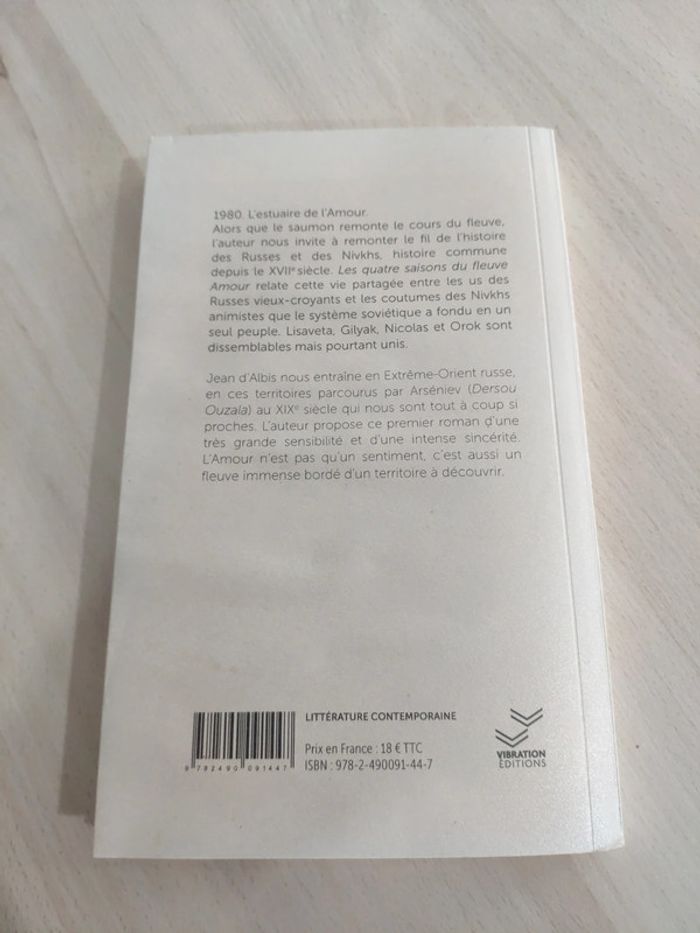 1980. L'estuaire de l'Amour.
Alors que le saumon remonte le cours du fleuve,
l'auteur nous invite à remonter le fil de l'histoire
des Russes et des Nivkhs, histoire commune
depuis le XVIIe siècle. Les quatre saisons du fleuve
Amour relate cette vie partagée entre les us des
Russes vieux-croyants et les coutumes des Nivkhs
animistes que le système soviétique a fondu en un
seul peuple. Lisaveta, Gilyak, Nicolas et Orok sont
dissemblables mais pourtant unis.
Jean d'Albis nous entraîne en Extrême-Orient russe,
en ces territoires parcourus par Arséniev (Dersou
Ouzala) au XIXe siècle qui nous sont tout à coup si
proches. L'auteur propose ce premier roman d'une
très grande sensibilité et d'une intense sincérité.
L'Amour n'est pas qu'un sentiment, c'est aussi un
fleuve immense bordé d'un territoire à découvrir.
LITTÉRATURE CONTEMPORAINE
Prix en France : 18 € TTC
ISBN : 978-2-490091-44-7
9 782490 091447
VIBRATION
ÉDITIONS